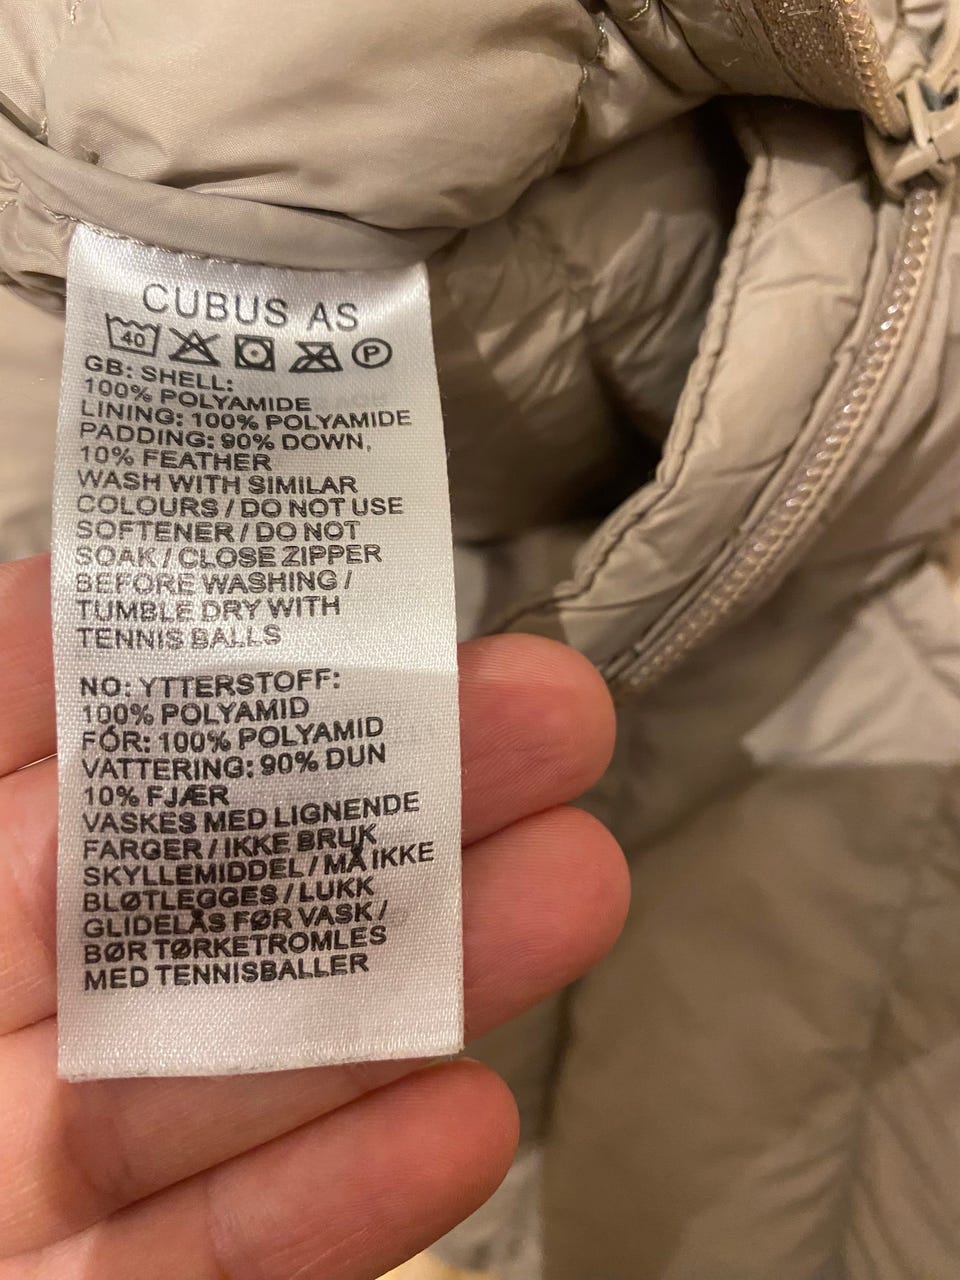 CUBUS AS
40 P
GB: SHELL:
100% POLYAMIDE
LINING: 100% POLYAMIDE
PADDING: 90% DOWN,
10% FEATHER
WASH WITH SIMILAR
COLOURS / DO NOT USE
SOFTENER / DO NOT
SOAK / CLOSE ZIPPER
BEFORE WASHING /
TUMBLE DRY WITH
TENNIS BALLS
NO: YTTERSTOFF:
100% POLYAMID
FÓR: 100% POLYAMID
VATTERING: 90% DUN
10% FJÆR
VASKES MED LIGNENDE
FARGER / IKKE BRUK
SKYLLEMIDDEL / MÅ IKKE
BLØTLEGGES / LUKK
GLIDELÅS FØR VASK /
BØR TØRKETROMLES
MED TENNISBALLER